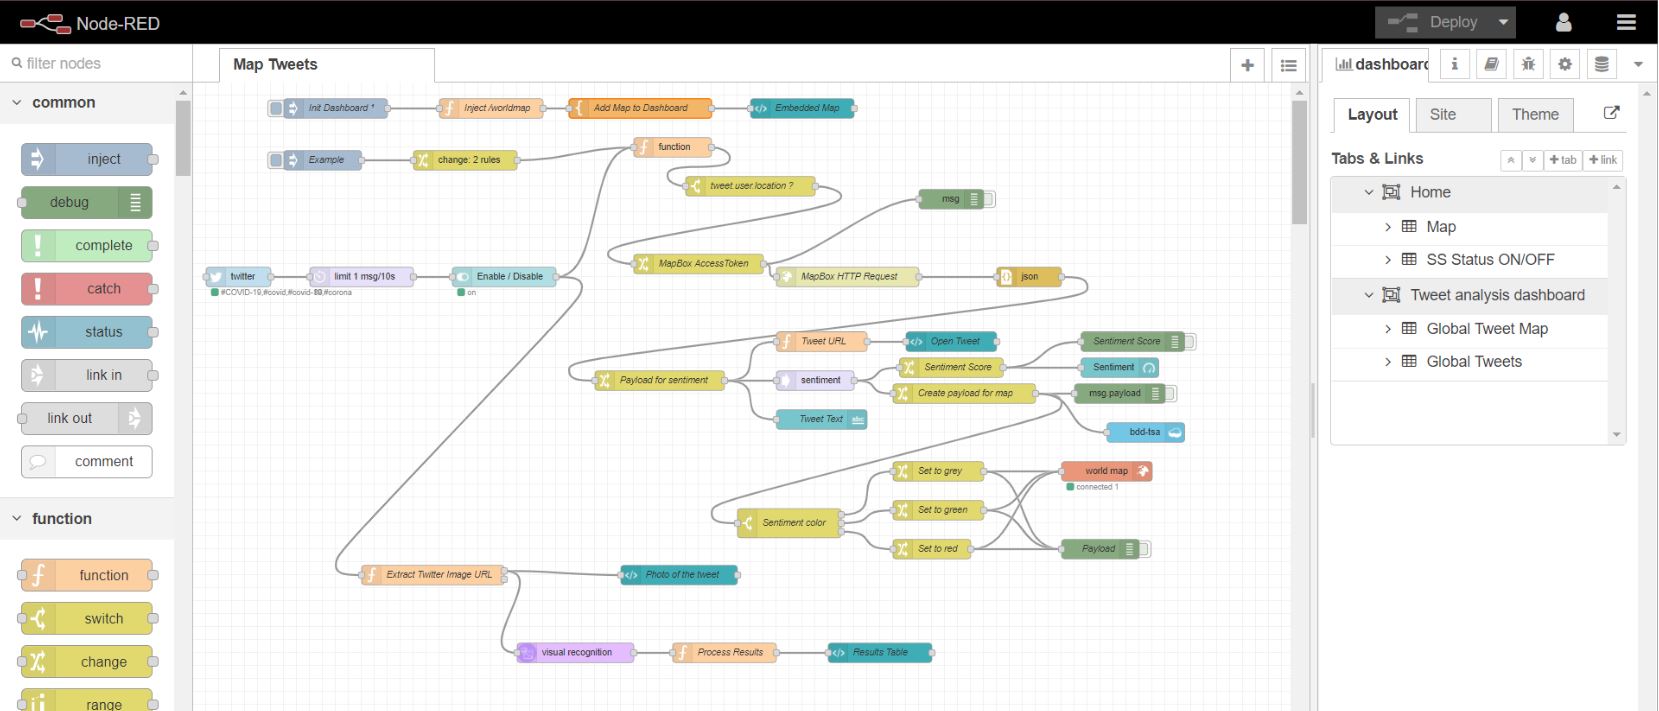 Node-RED
Deploy
filter nodes
Map Tweets
dashboard
common
inject
debug
complete
catch
status
link in
link out
comment
function
function
switch
change
range
Init Dashboard ¹
Inject /worldmap
Add Map to Dashboard
Embedded Map
Example
change: 2 rules
function
tweet.user.location ?
msg
MapBox AccessToken
twitter
limit 1 msg/10s
Enable / Disable
MapBox HTTP Request
json
on
Tweet URL
Open Tweet
Sentiment Score
Payload for sentiment
sentiment
Sentiment Score
Sentiment
Create payload for map
msg.payload
Tweet Text
abc
bdd-tsa
Set to grey
world map
connected 1
Sentiment color
Set to green
Set to red
Payload
Extract Twitter Image URL
Photo of the tweet
visual recognition
Process Results
Results Table
Layout
Site
Theme
Tabs & Links
tab
link
Home
Map
SS Status ON/OFF
Tweet analysis dashboard
Global Tweet Map
Global Tweets